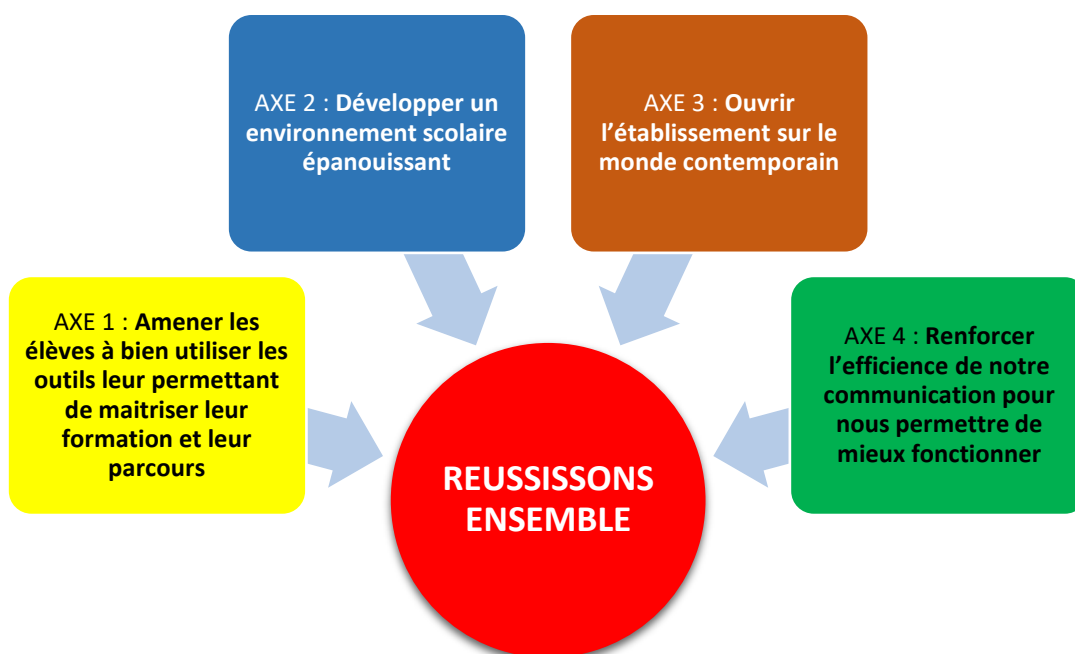 AXE 2 : Développer un
environnement scolaire
épanouissant
AXE 3 : Ouvrir
l’établissement sur le
monde contemporain
AXE 1 : Amener les
élèves à bien utiliser les
outils leur permettant
de maitriser leur
formation et leur
parcours
AXE 4 : Renforcer
l’efficience de notre
communication pour
nous permettre de
mieux fonctionner
REUSSISSONS
ENSEMBLE